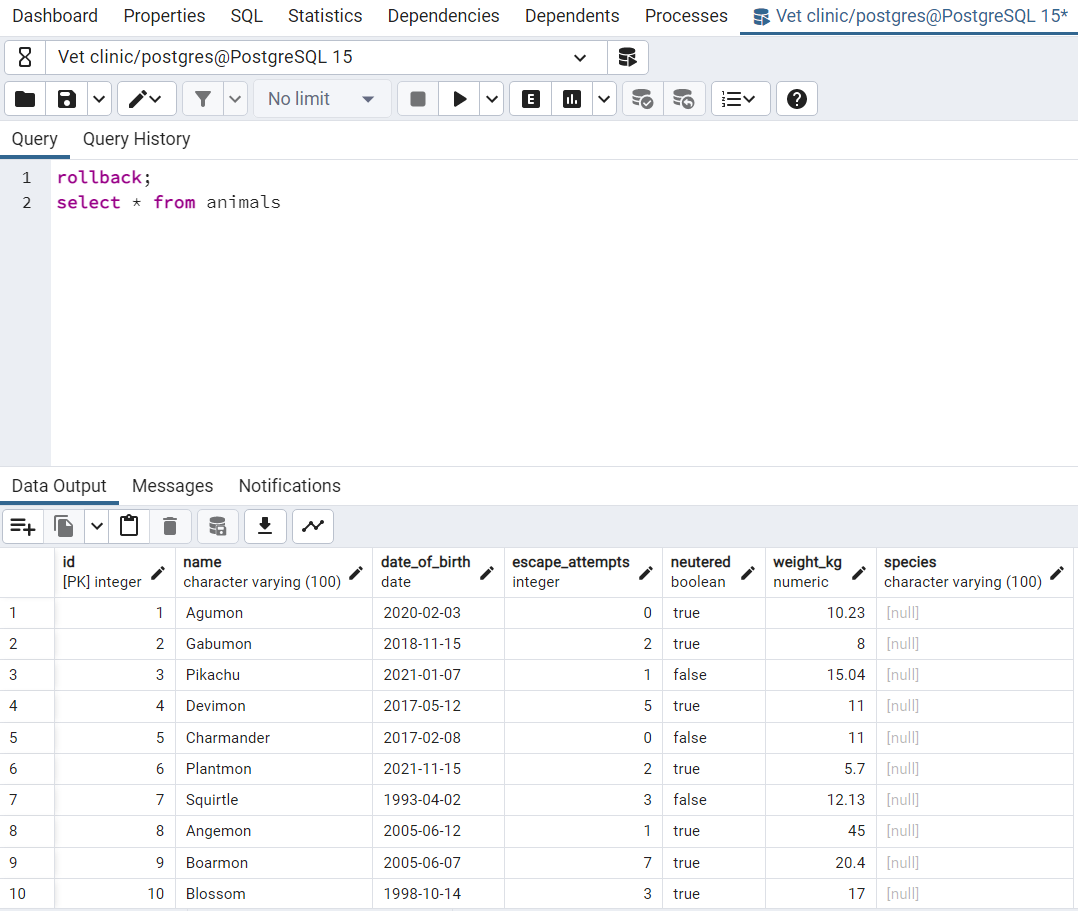 Dashboard Properties SQL Statistics Dependencies Dependents Processes Vet clinic/postgres@PostgreSQL 15*
Vet clinic/postgres@PostgreSQL 15
No limit E ?
Query Query History
1 rollback;
2 select * from animals
Data Output Messages Notifications
id name date_of_birth escape_attempts neutered weight_kg species
[PK] integer character varying (100) date integer boolean numeric character varying (100)
1 1 Agumon 2020-02-03 0 true 10.23 [null]
2 2 Gabumon 2018-11-15 2 true 8 [null]
3 3 Pikachu 2021-01-07 1 false 15.04 [null]
4 4 Devimon 2017-05-12 5 true 11 [null]
5 5 Charmander 2017-02-08 0 false 11 [null]
6 6 Plantmon 2021-11-15 2 true 5.7 [null]
7 7 Squirtle 1993-04-02 3 false 12.13 [null]
8 8 Angemon 2005-06-12 1 true 45 [null]
9 9 Boarmon 2005-06-07 7 true 20.4 [null]
10 10 Blossom 1998-10-14 3 true 17 [null]